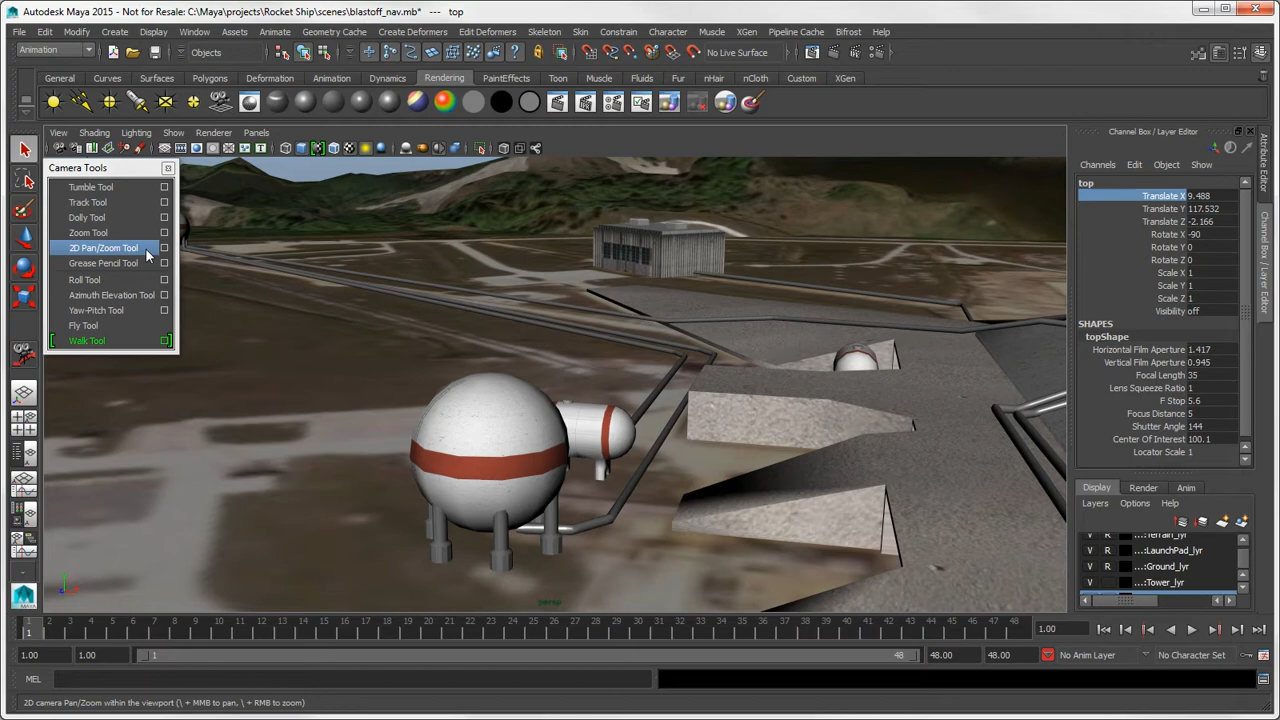 Autodesk Maya 2015 - Not for Resale: C:\Maya\projects\Rocket Ship\scenes\blastoff_nav.mb* --- top
File Edit Modify Create Display Window Assets Animate Geometry Cache Create Deformers Edit Deformers Skeleton Skin Constrain Character Muscle XGen Pipeline Cache Bifrost Help
Animation Objects No Live Surface
General Curves Surfaces Polygons Deformation Animation Dynamics Rendering PaintEffects Toon Muscle Fluids Fur nHair nCloth Custom XGen
View Shading Lighting Show Renderer Panels
Channel Box / Layer Editor
Camera Tools
Tumble Tool
Track Tool
Dolly Tool
Zoom Tool
2D Pan/Zoom Tool
Grease Pencil Tool
Roll Tool
Azimuth Elevation Tool
Yaw-Pitch Tool
Fly Tool
Walk Tool
persp
Channels Edit Object Show
top
Translate X 9.488
Translate Y 117.532
Translate Z -2.166
Rotate X -90
Rotate Y 0
Rotate Z 0
Scale X 1
Scale Y 1
Scale Z 1
Visibility off
SHAPES
topShape
Horizontal Film Aperture 1.417
Vertical Film Aperture 0.945
Focal Length 35
Lens Squeeze Ratio 1
F Stop 5.6
Focus Distance 5
Shutter Angle 144
Center Of Interest 100.1
Locator Scale 1
Display Render Anim
Layers Options Help
V R ...:Terrain_lyr
V R ...:LaunchPad_lyr
V R ...:Ground_lyr
V ...:Tower_lyr
Attribute Editor
Channel Box / Layer Editor
1 2 3 4 5 6 7 8 9 10 11 12 13 14 15 16 17 18 19 20 21 22 23 24 25 26 27 28 29 30 31 32 33 34 35 36 37 38 39 40 41 42 43 44 45 46 47 48
1 1.00
1.00 1.00 1 48 48.00 48.00 No Anim Layer No Character Set
MEL
2D camera Pan/Zoom within the viewport (\ + MMB to pan, \ + RMB to zoom)